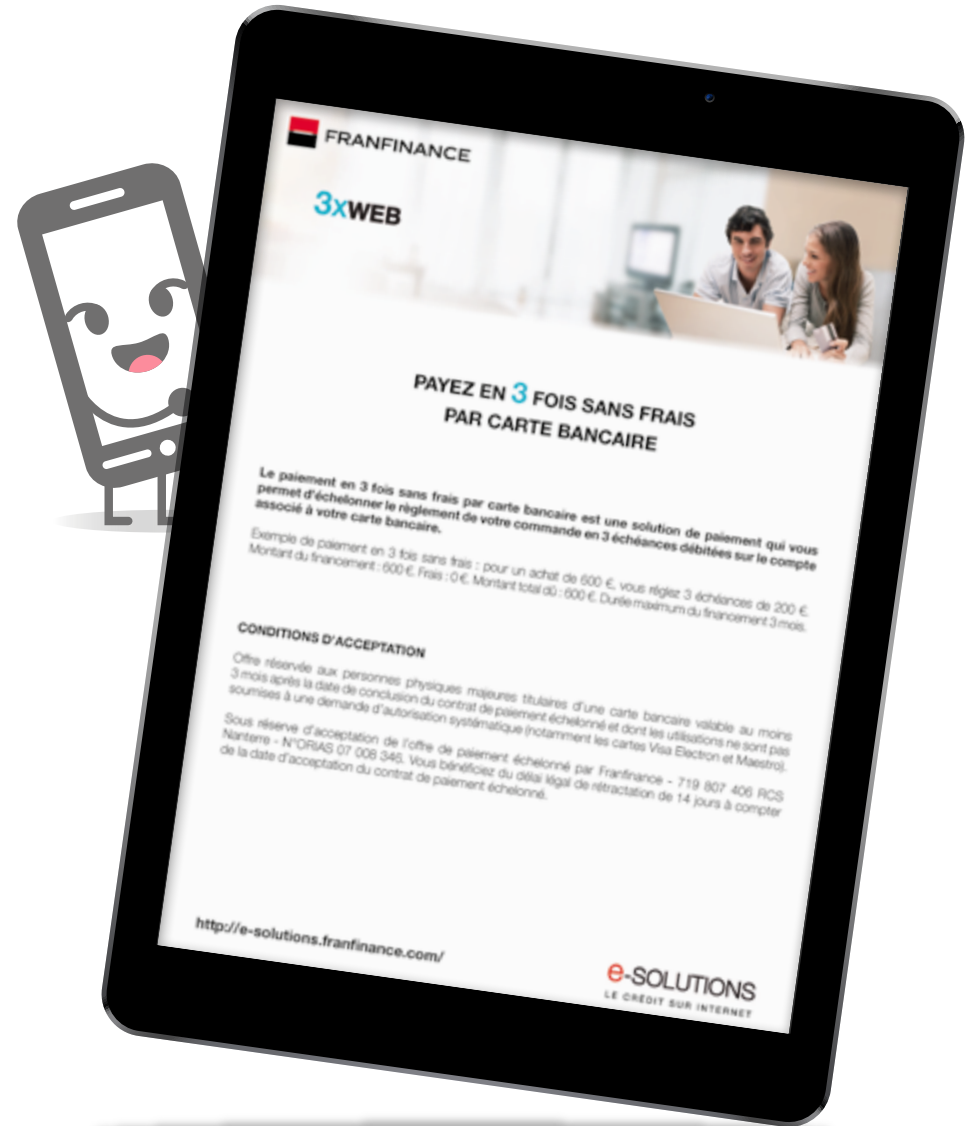 FRANFINANCE
3xWEB
PAYEZ EN 3 FOIS SANS FRAIS
PAR CARTE BANCAIRE
Le paiement en 3 fois sans frais par carte bancaire est une solution de paiement qui vous
permet d'échelonner le règlement de votre commande en 3 échéances débitées sur le compte
associé à votre carte bancaire.
Exemple de paiement en 3 fois sans frais : pour un achat de 600 €, vous réglez 3 échéances de 200 €.
Montant du financement : 600 €. Frais : 0 €. Montant total dû : 600 €. Durée maximum du financement 3 mois.
CONDITIONS D'ACCEPTATION
Offre réservée aux personnes physiques majeures titulaires d'une carte bancaire valable au moins
3 mois après la date de conclusion du contrat de paiement échelonné et dont les utilisations ne sont pas
soumises à une demande d'autorisation systématique (notamment les cartes Visa Electron et Maestro).
Sous réserve d'acceptation de l'offre de paiement échelonné par Franfinance - 719 807 406 RCS
Nanterre - N°ORIAS 07 008 346. Vous bénéficiez du délai légal de rétractation de 14 jours à compter
de la date d'acceptation du contrat de paiement échelonné.
http://e-solutions.franfinance.com/
e-SOLUTIONS
LE CRÉDIT SUR INTERNET